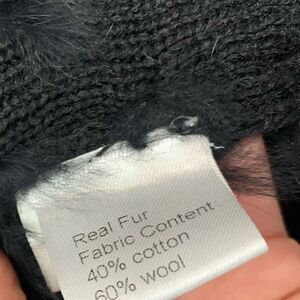 Real Fur
Fabric Content:
40% cotton
60% wool